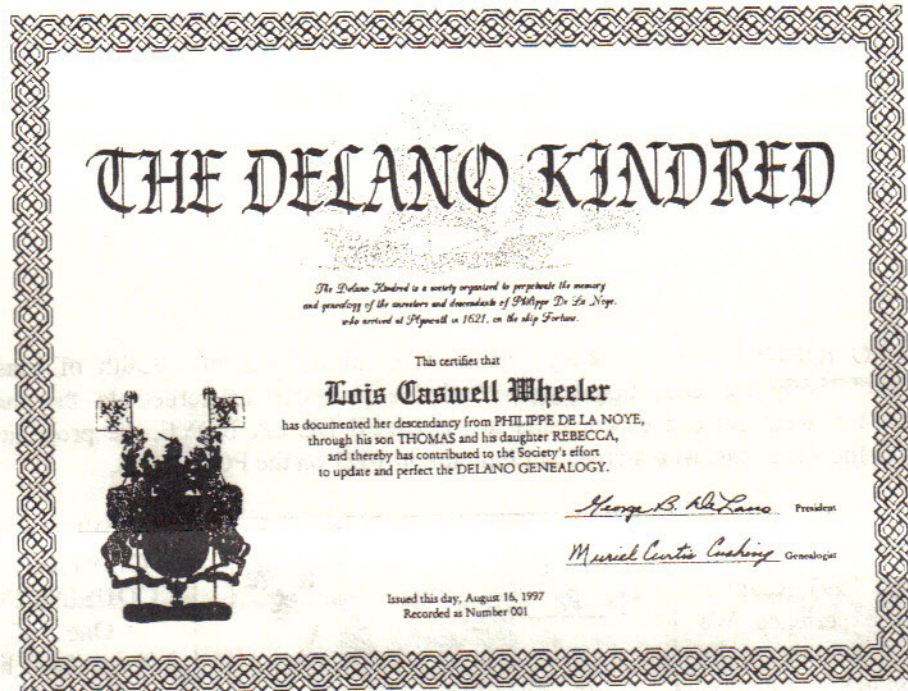 THE DELANO KINDRED
The Delano Kindred is a society organized to perpetuate the memory
and genealogy of the ancestors and descendants of Philippe De La Noye,
who arrived at Plymouth in 1621, on the ship Fortune.
This certifies that
Lois Caswell Wheeler
has documented her descendancy from PHILIPPE DE LA NOYE,
through his son THOMAS and his daughter REBECCA,
and thereby has contributed to the Society's effort
to update and perfect the DELANO GENEALOGY.
George B. DeLano President
Muriel Curtis Cushing Genealogist
Issued this day, August 16, 1997
Recorded as Number 001